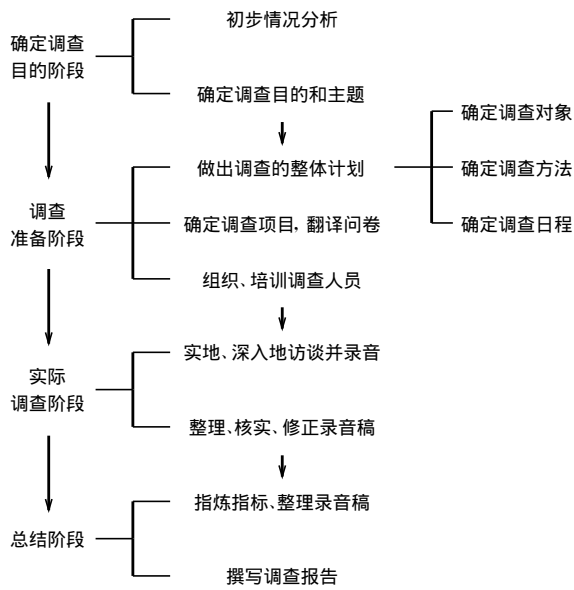 初步情况分析
确定调查
目的阶段
确定调查目的和主题
确定调查对象
做出调查的整体计划
确定调查方法
调查
准备阶段
确定调查项目，翻译问卷
确定调查日程
组织、培训调查人员
实地、深入地访谈并录音
实际
调查阶段
整理、核实、修正录音稿
指炼指标、整理录音稿
总结阶段
撰写调查报告